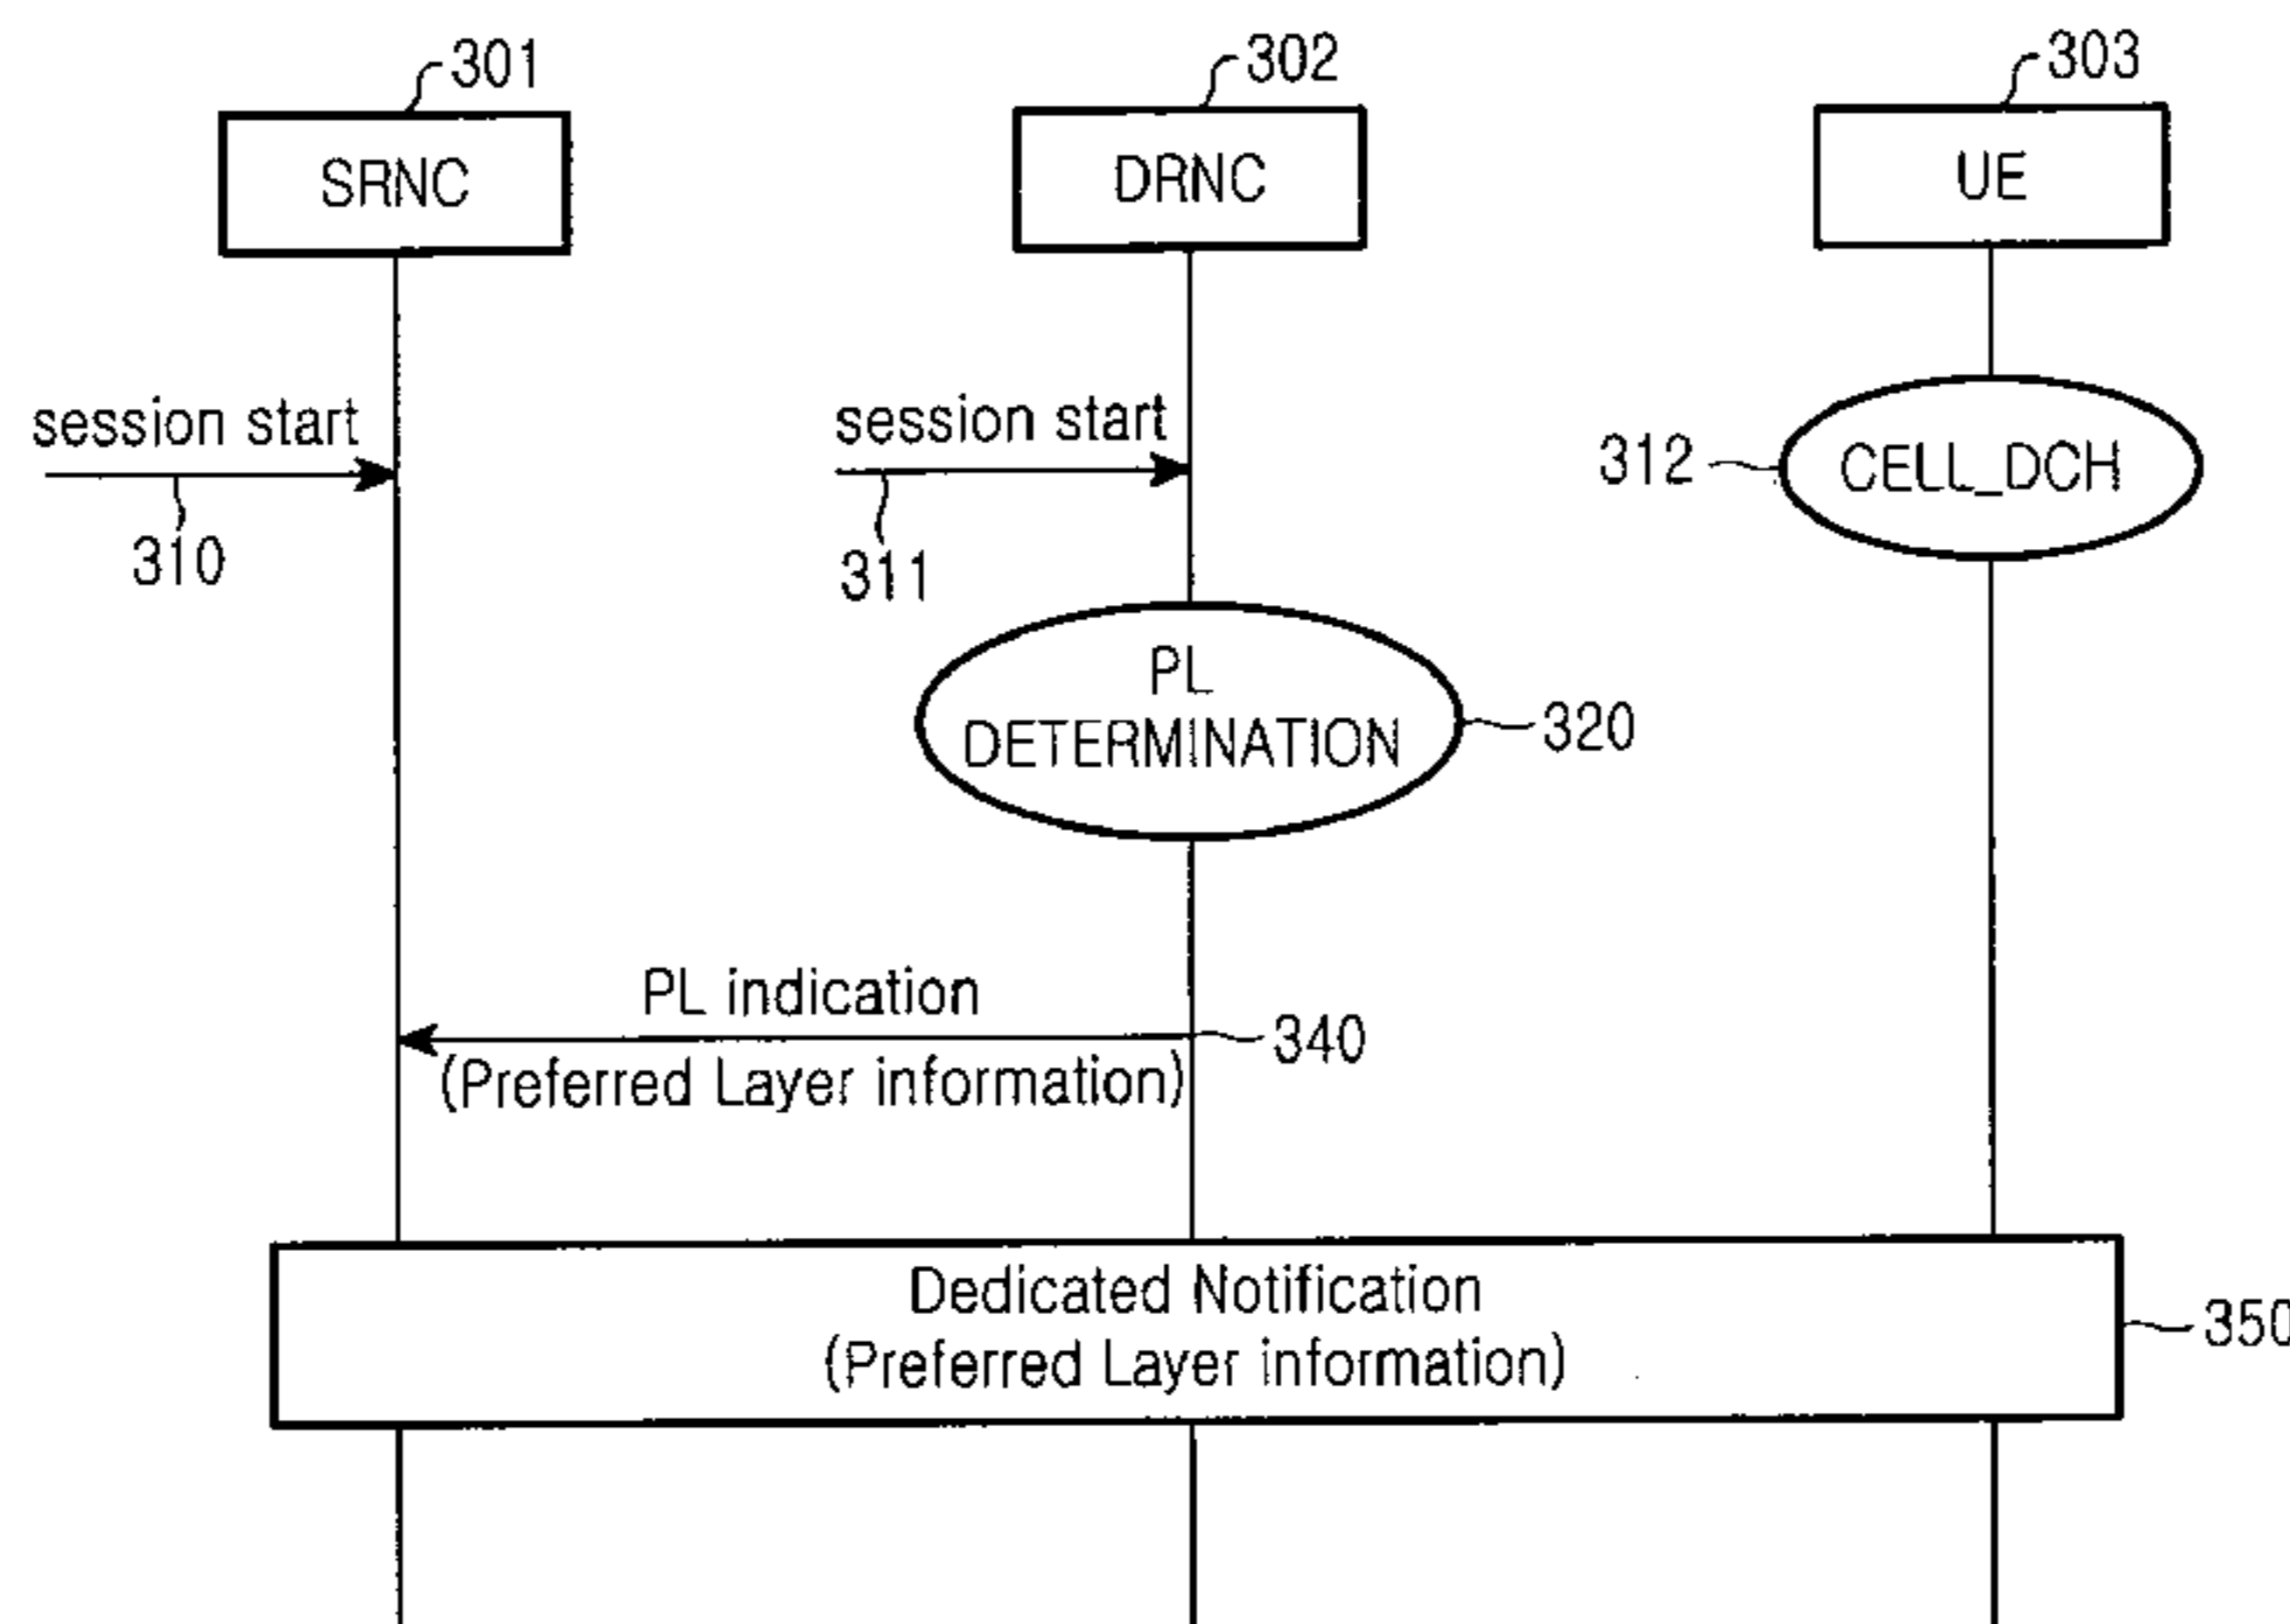 301
302
303
SRNC
DRNC
UE
session start
session start
312
CELL_DCH
310
311
PL
DETERMINATION
320
PL indication
340
(Preferred Layer information)
Dedicated Notification
(Preferred Layer information)
350